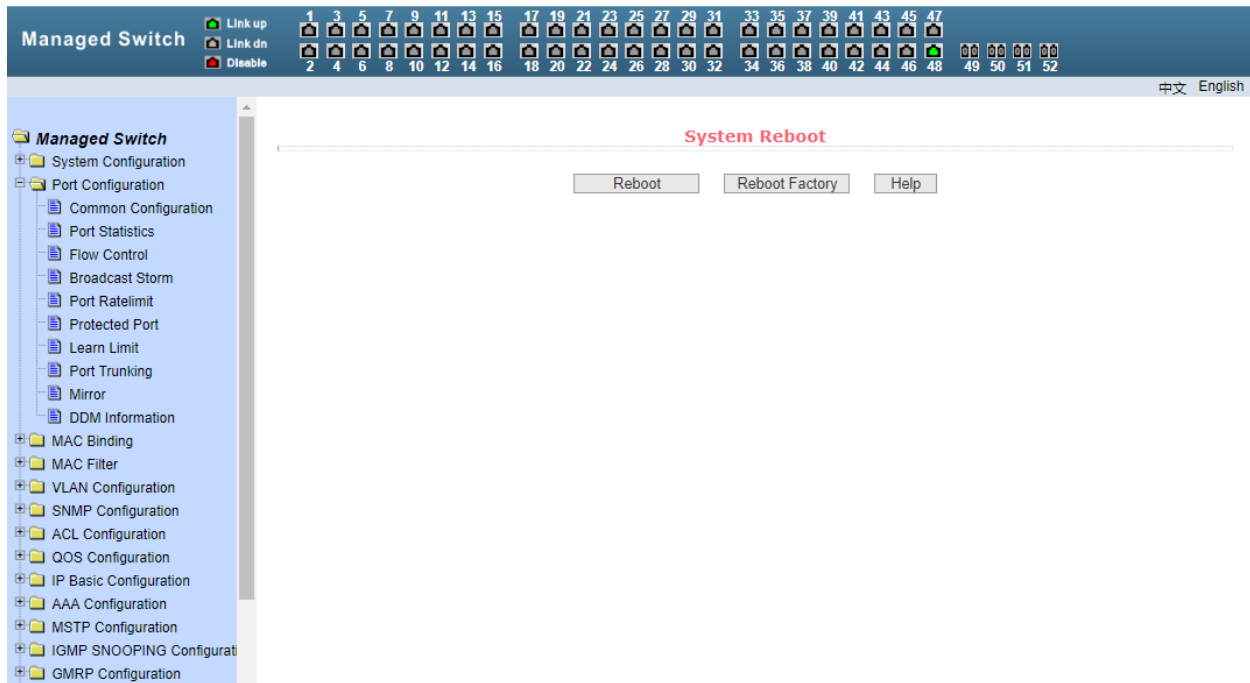 Managed Switch
Link up
Link dn
Disable
1 3 5 7 9 11 13 15 17 19 21 23 25 27 29 31 33 35 37 39 41 43 45 47
2 4 6 8 10 12 14 16 18 20 22 24 26 28 30 32 34 36 38 40 42 44 46 48 49 50 51 52
中文 English
Managed Switch
System Configuration
Port Configuration
Common Configuration
Port Statistics
Flow Control
Broadcast Storm
Port Ratelimit
Protected Port
Learn Limit
Port Trunking
Mirror
DDM Information
MAC Binding
MAC Filter
VLAN Configuration
SNMP Configuration
ACL Configuration
QOS Configuration
IP Basic Configuration
AAA Configuration
MSTP Configuration
IGMP SNOOPING Configurati
GMRP Configuration
System Reboot
Reboot Reboot Factory Help